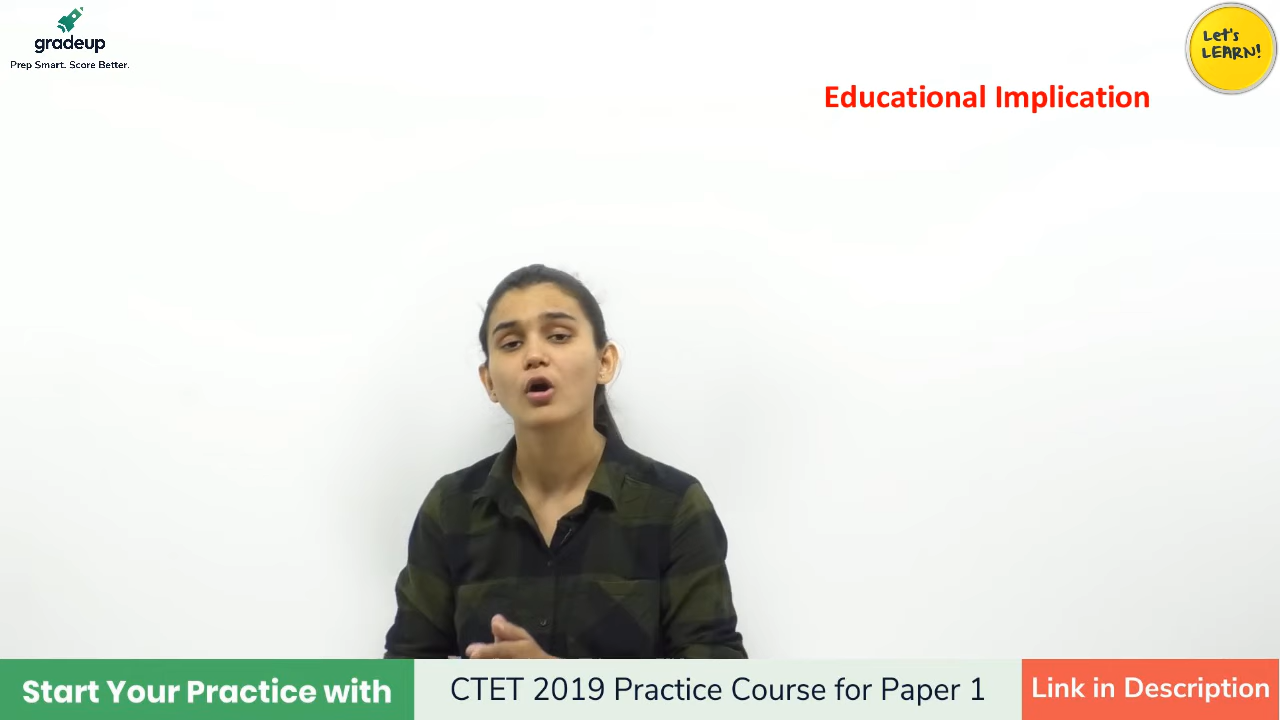 gradeup
Prep Smart. Score Better.
Let's
LEARN!
Educational Implication
Start Your Practice with
CTET 2019 Practice Course for Paper 1
Link in Description